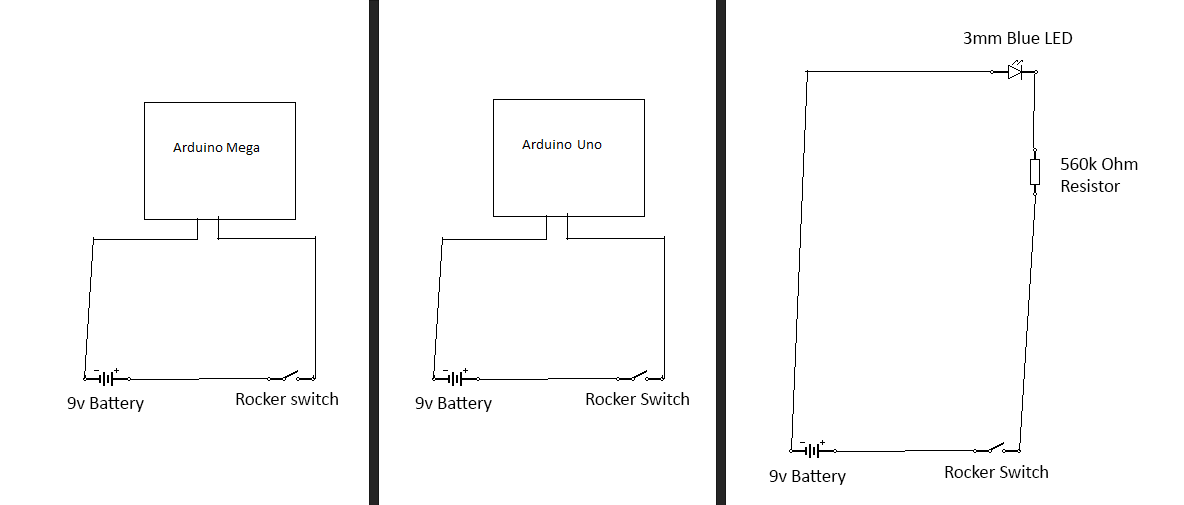 Arduino Mega
- +
9v Battery
Rocker switch
Arduino Uno
- +
9v Battery
Rocker Switch
3mm Blue LED
560k Ohm
Resistor
- +
9v Battery
Rocker Switch